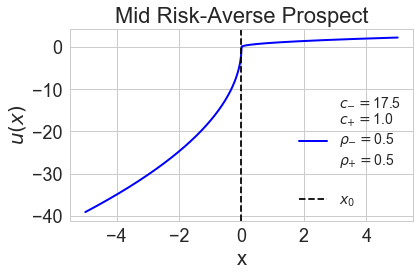 Mid Risk-Averse Prospect
0
−10
−20
−30
−40
u(x)
c₋ = 17.5
c₊ = 1.0
ρ₋ = 0.5
ρ₊ = 0.5
x₀
−4 −2 0 2 4
x